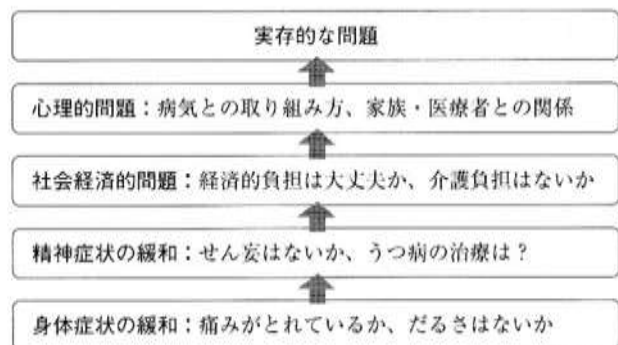 実存的な問題
心理的問題：病気との取り組み方、家族・医療者との関係
社会経済的問題：経済的負担は大丈夫か、介護負担はないか
精神症状の緩和：せん妄はないか、うつ病の治療は？
身体症状の緩和：痛みがとれているか、だるさはないか